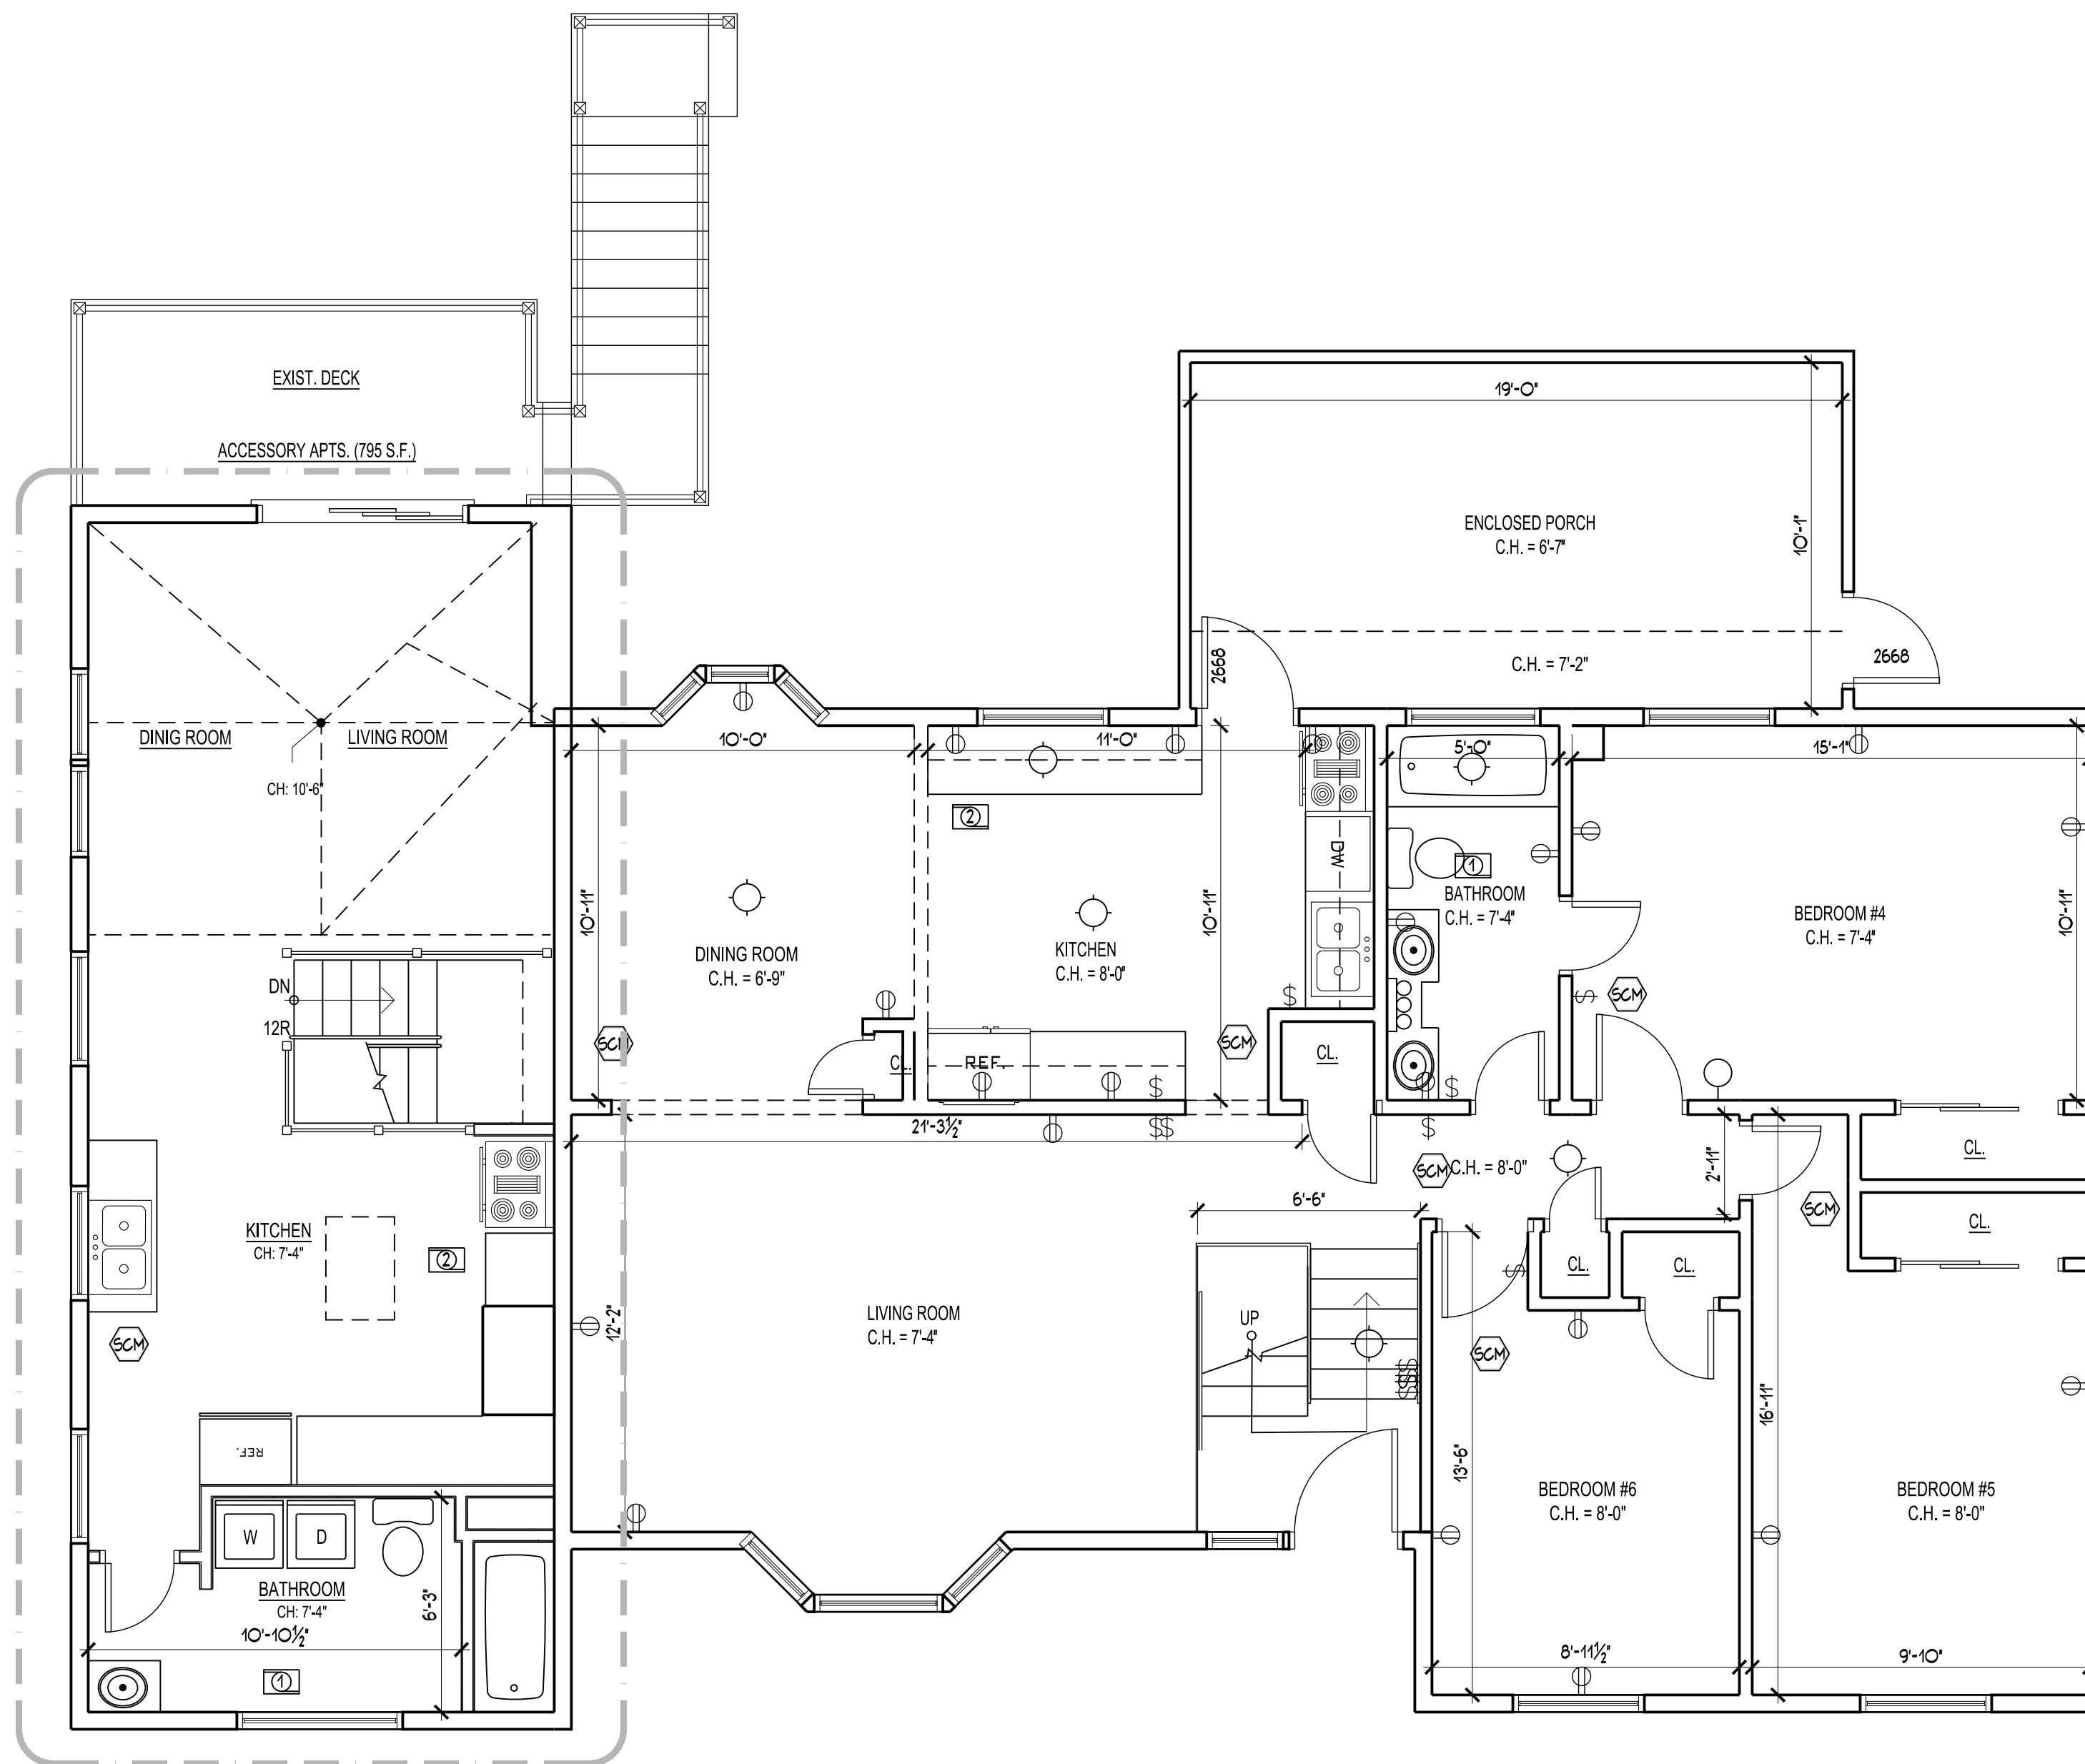 EXIST. DECK
ACCESSORY APTS. (795 S.F.)
19'-0"
ENCLOSED PORCH
C.H. = 6'-7"
10'-1"
C.H. = 7'-2"
2668
2668
DINIG ROOM
LIVING ROOM
CH: 10'-6"
10'-0"
11'-0"
5'-0"
15'-1"
2
1
DW
BATHROOM
C.H. = 7'-4"
BEDROOM #4
C.H. = 7'-4"
10'-11"
10'-11"
10'-11"
DINING ROOM
C.H. = 6'-9"
KITCHEN
C.H. = 8'-0"
DN
12R
SCM
SCM
SCM
CL.
REF.
CL.
21'-3½"
C.H. = 8'-0"
SCM
2'-11"
CL.
6'-6"
SCM
CL.
KITCHEN
CH: 7'-4"
2
CL.
CL.
LIVING ROOM
C.H. = 7'-4"
12'-2"
UP
SCM
SCM
16'-11"
REF.
13'-6"
BEDROOM #6
C.H. = 8'-0"
BEDROOM #5
C.H. = 8'-0"
W
D
BATHROOM
CH: 7'-4"
6'-3"
10'-10½"
1
8'-11½"
9'-10"